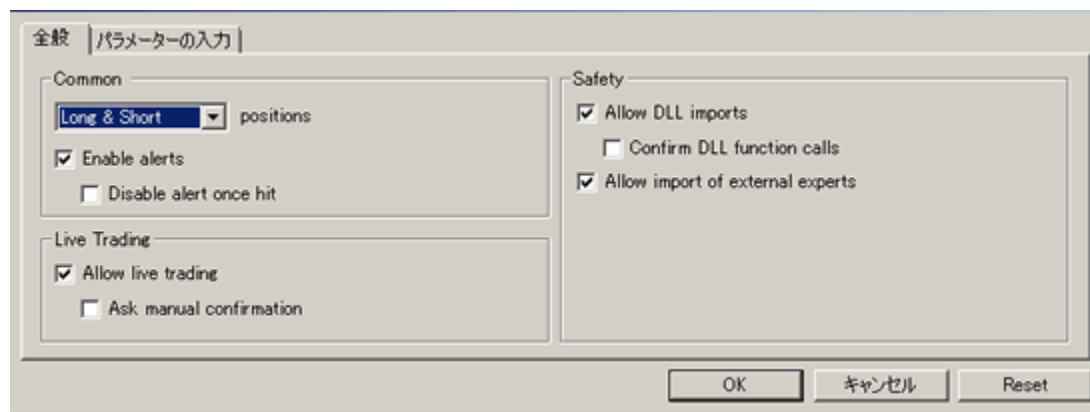 全般
パラメーターの入力
Common
Long & Short
positions
Enable alerts
Disable alert once hit
Live Trading
Allow live trading
Ask manual confirmation
Safety
Allow DLL imports
Confirm DLL function calls
Allow import of external experts
OK
キャンセル
Reset